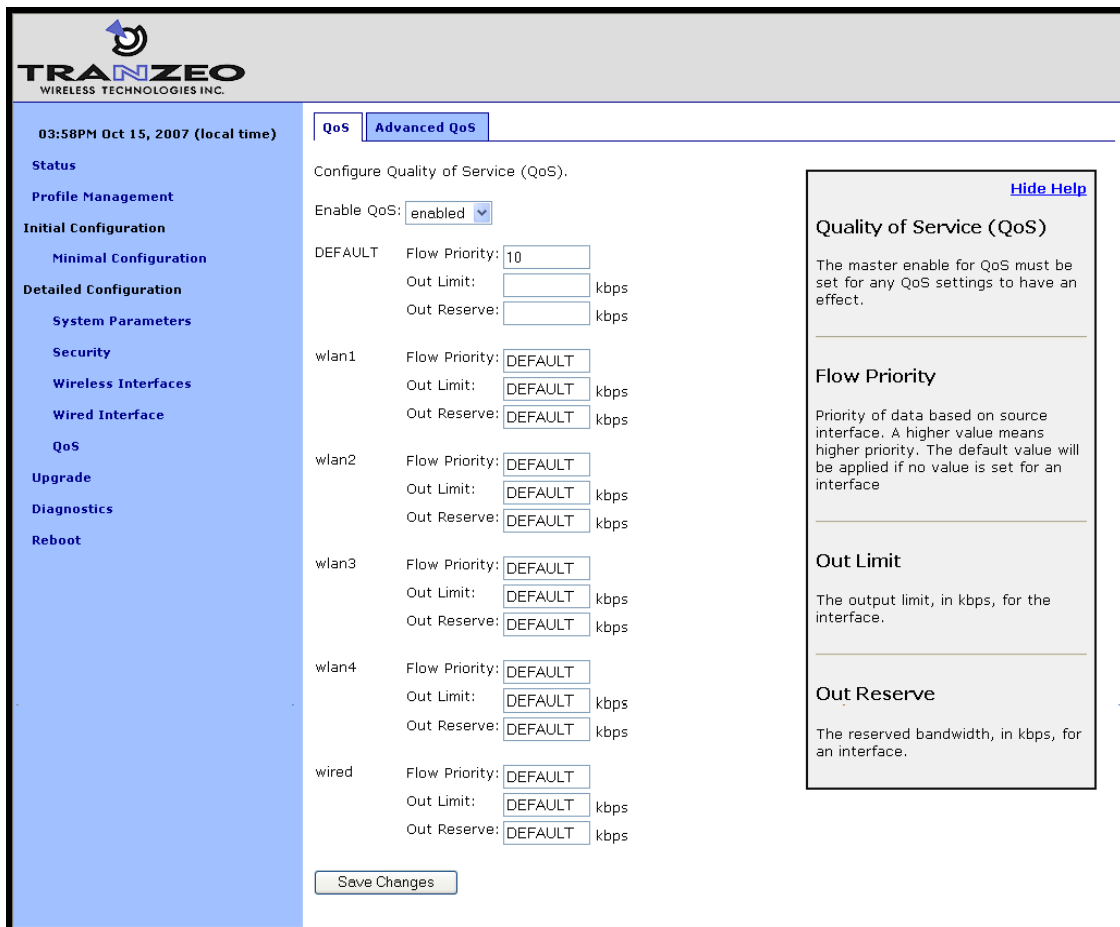 TRANZEO
WIRELESS TECHNOLOGIES INC.
03:58PM Oct 15, 2007 (local time)
Status
Profile Management
Initial Configuration
Minimal Configuration
Detailed Configuration
System Parameters
Security
Wireless Interfaces
Wired Interface
QoS
Upgrade
Diagnostics
Reboot
QoS
Advanced QoS
Configure Quality of Service (QoS).
Enable QoS: enabled
DEFAULT Flow Priority: 10
Out Limit: kbps
Out Reserve: kbps
wlan1 Flow Priority: DEFAULT
Out Limit: DEFAULT kbps
Out Reserve: DEFAULT kbps
wlan2 Flow Priority: DEFAULT
Out Limit: DEFAULT kbps
Out Reserve: DEFAULT kbps
wlan3 Flow Priority: DEFAULT
Out Limit: DEFAULT kbps
Out Reserve: DEFAULT kbps
wlan4 Flow Priority: DEFAULT
Out Limit: DEFAULT kbps
Out Reserve: DEFAULT kbps
wired Flow Priority: DEFAULT
Out Limit: DEFAULT kbps
Out Reserve: DEFAULT kbps
Save Changes
Hide Help
Quality of Service (QoS)
The master enable for QoS must be
set for any QoS settings to have an
effect.
Flow Priority
Priority of data based on source
interface. A higher value means
higher priority. The default value will
be applied if no value is set for an
interface
Out Limit
The output limit, in kbps, for the
interface.
Out Reserve
The reserved bandwidth, in kbps, for
an interface.